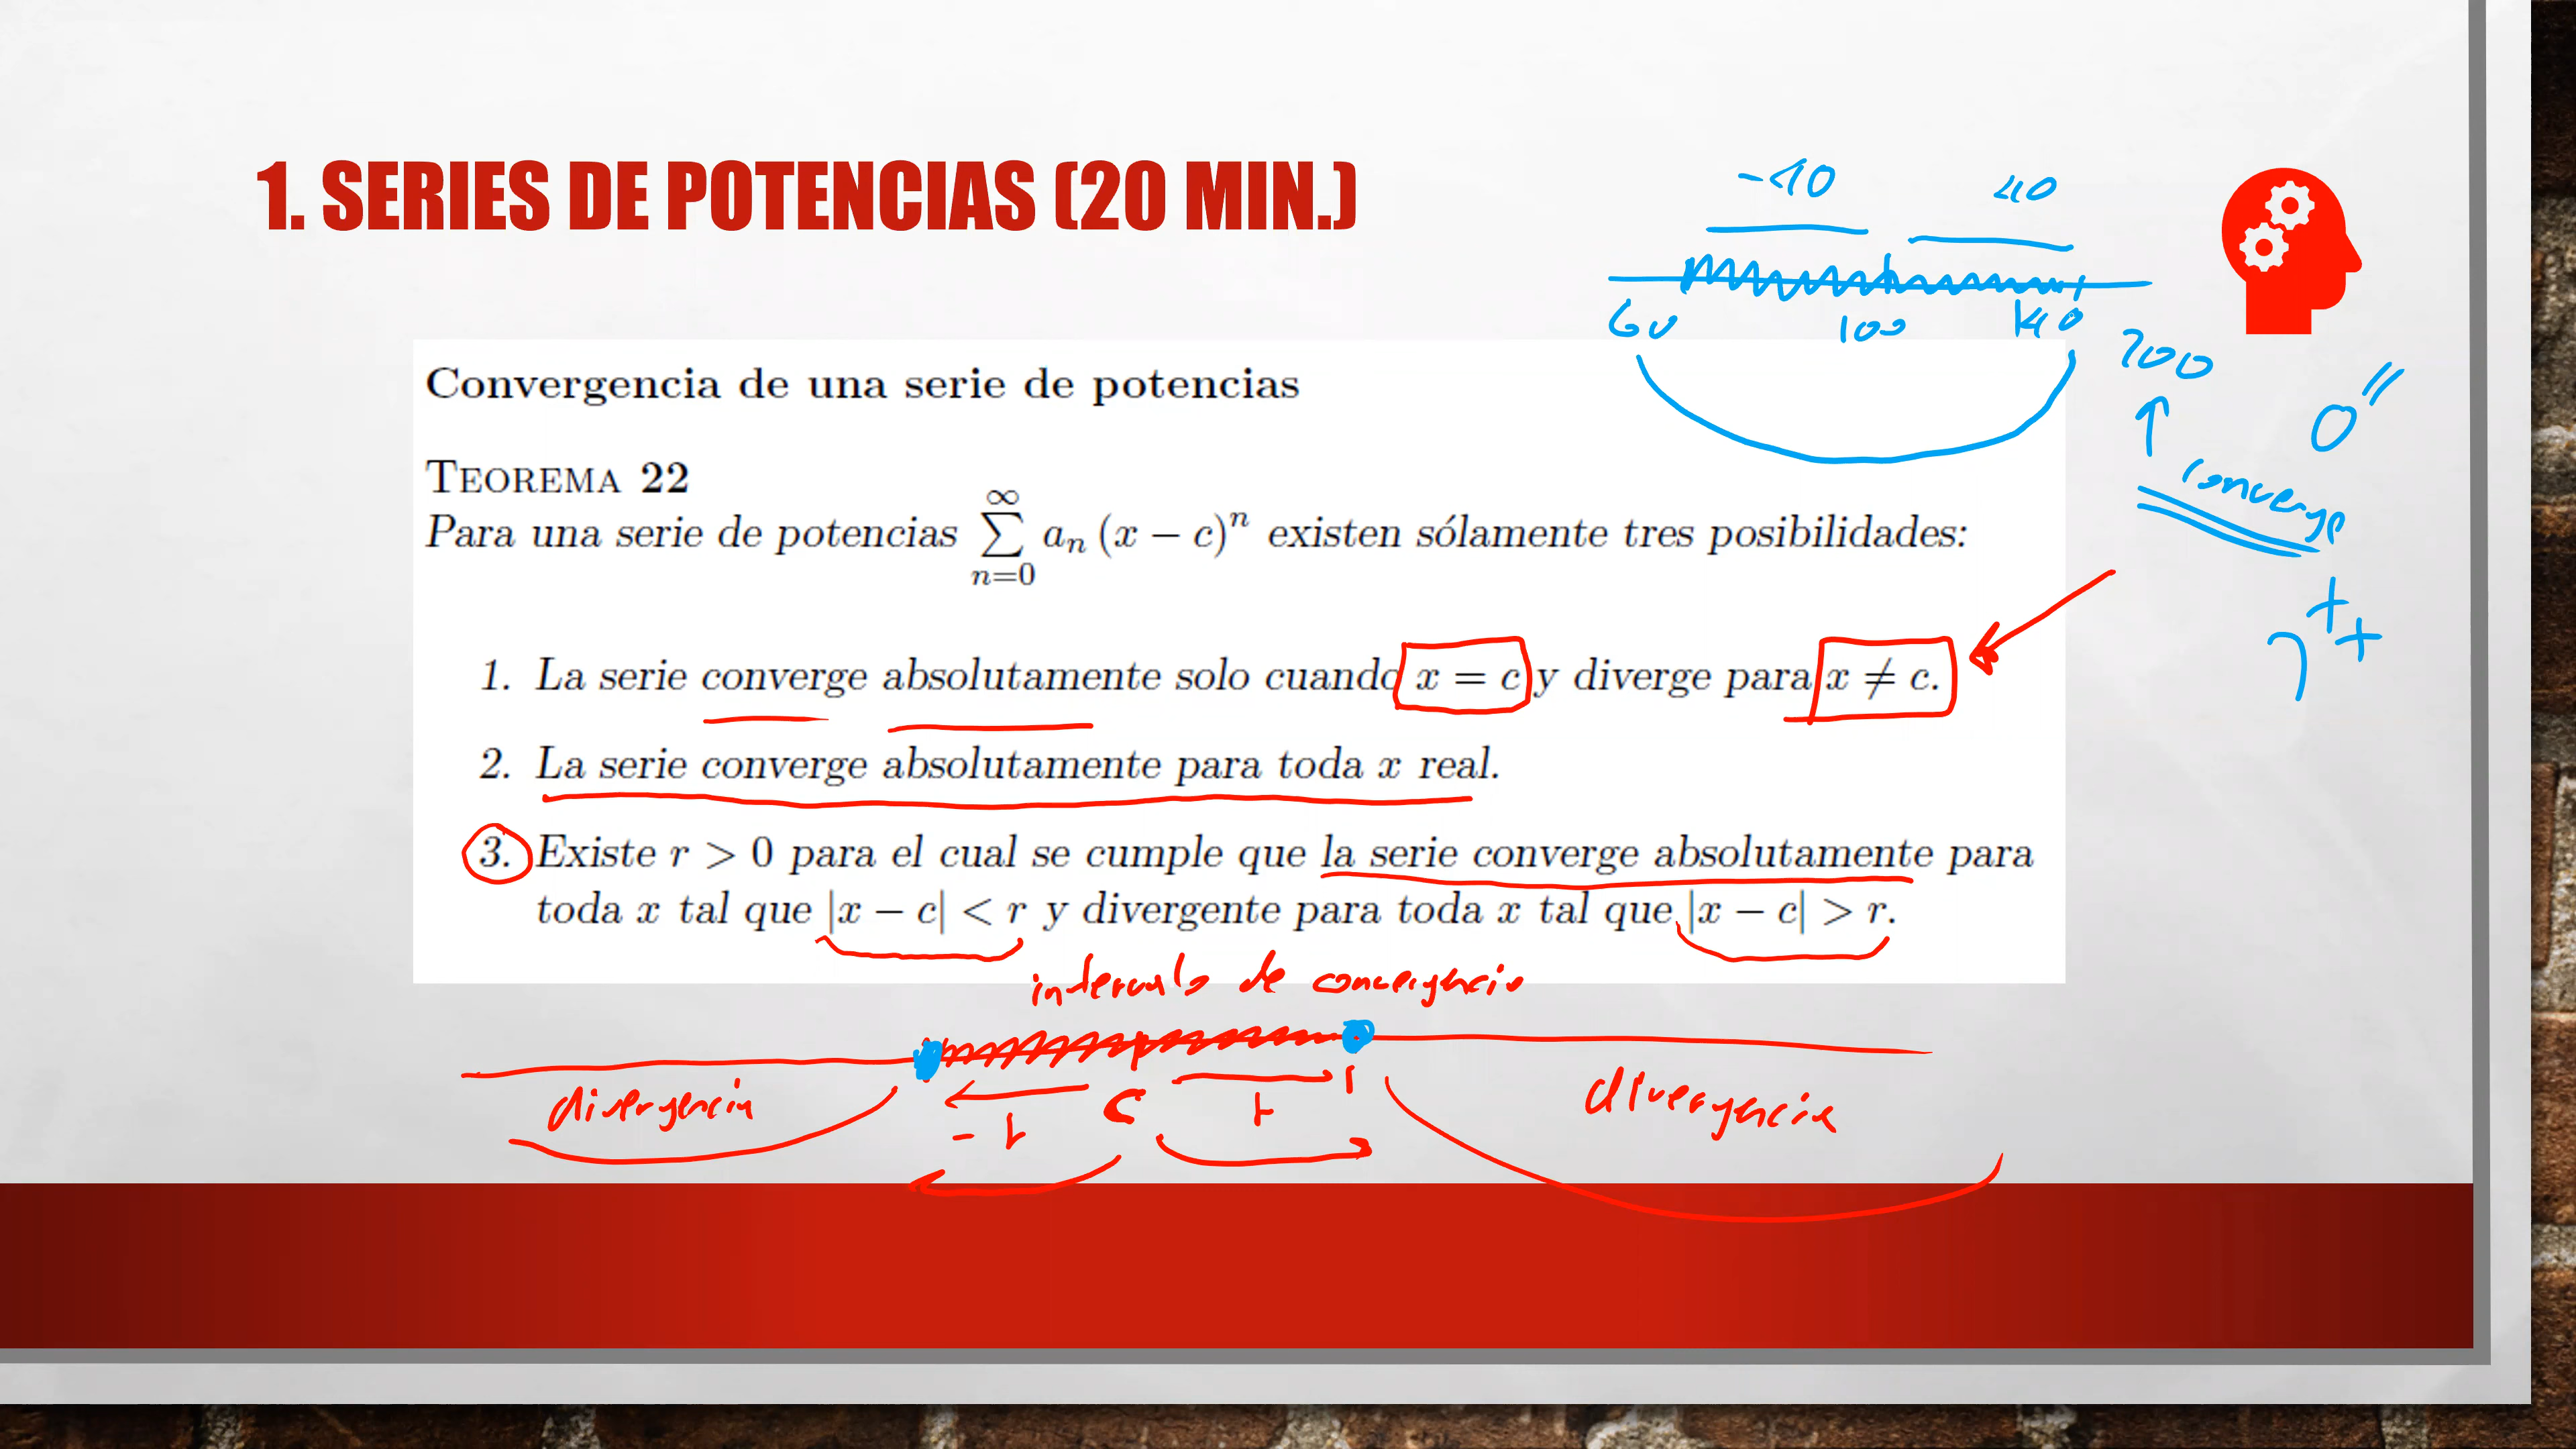 1. SERIES DE POTENCIAS (20 MIN.)
-40 40
60 100 140
200
0
converge
Convergencia de una serie de potencias
TEOREMA 22
Para una serie de potencias ∞∑n=0 aₙ (x − c)ⁿ existen sólamente tres posibilidades:
1. La serie converge absolutamente solo cuando x = c y diverge para x ≠ c.
2. La serie converge absolutamente para toda x real.
3. Existe r > 0 para el cual se cumple que la serie converge absolutamente para
toda x tal que |x − c| < r y divergente para toda x tal que |x − c| > r.
intervalo de convergencia
divergencia - r c r divergencia